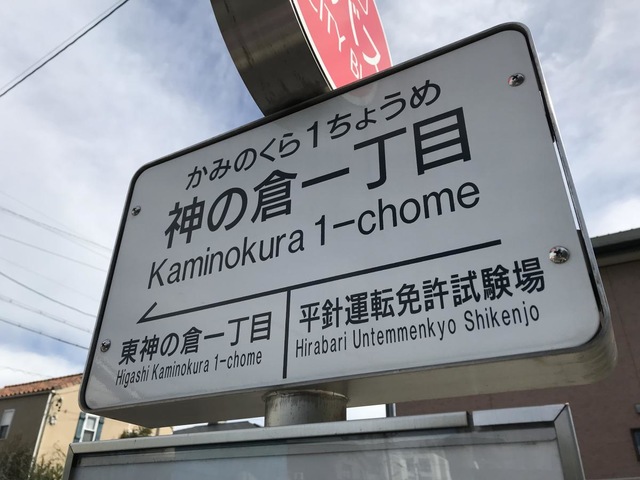 CITY BU
かみのくら1ちょうめ
神の倉一丁目
Kaminokura 1-chome
東神の倉一丁目
Higashi Kaminokura 1-chome
平針運転免許試験場
Hirabari Untemmenkyo Shikenjo